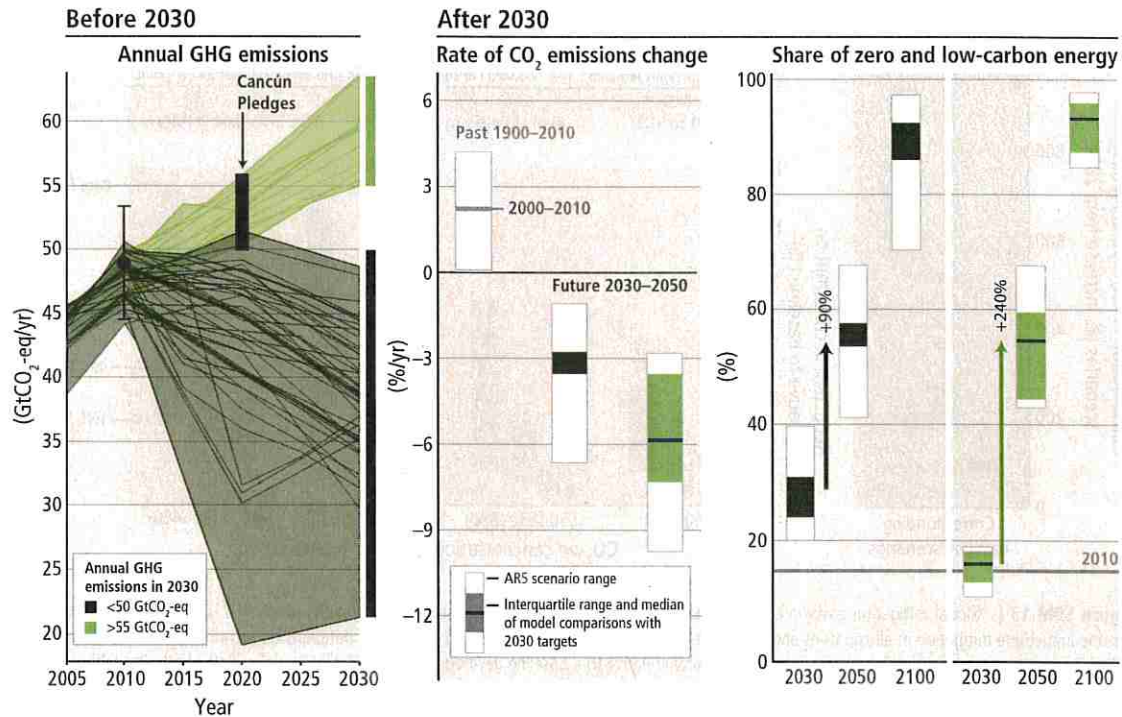 Before 2030
Annual GHG emissions
Cancún
Pledges
(GtCO₂-eq/yr)
60
55
50
45
40
35
30
25
20
Annual GHG
emissions in 2030
<50 GtCO₂-eq
>55 GtCO₂-eq
2005 2010 2015 2020 2025 2030
Year
After 2030
Rate of CO₂ emissions change
(%/yr)
6
3
0
−3
−6
−9
−12
Past 1900–2010
2000–2010
Future 2030–2050
AR5 scenario range
Interquartile range and median
of model comparisons with
2030 targets
Share of zero and low-carbon energy
(%)
100
80
60
40
20
0
+90%
+240%
2010
2030 2050 2100 2030 2050 2100